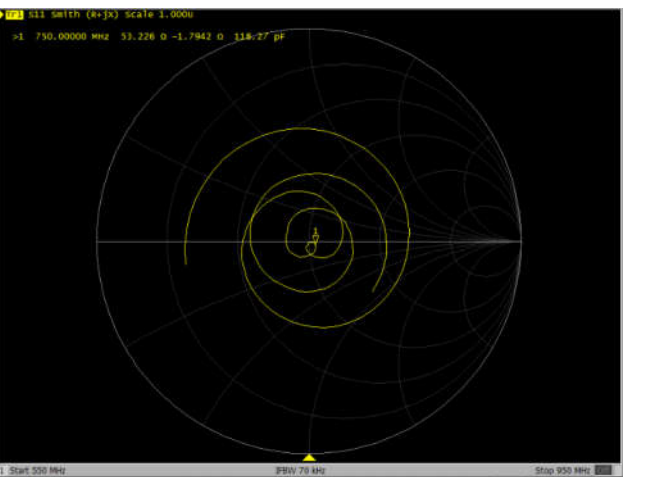 Tr1 S11 Smith (R+jX) Scale 1.000U
>1 750.00000 MHz 53.226 Ω -1.7942 Ω 118.27 pF
1
1 Start 550 MHz IFBW 70 kHz Stop 950 MHz Off